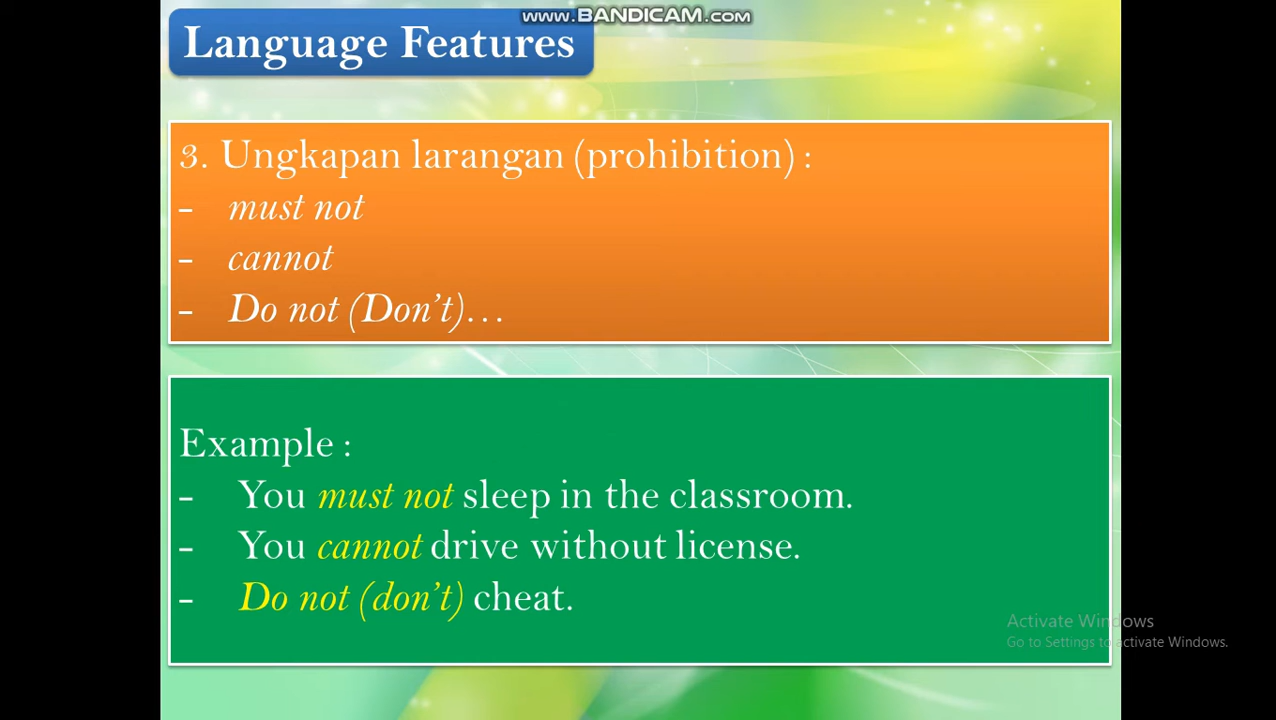 www.BANDICAM.com
Language Features
3. Ungkapan larangan (prohibition) :
- must not
- cannot
- Do not (Don't)...
Example :
- You must not sleep in the classroom.
- You cannot drive without license.
- Do not (don't) cheat.
Activate Windows
Go to Settings to activate Windows.